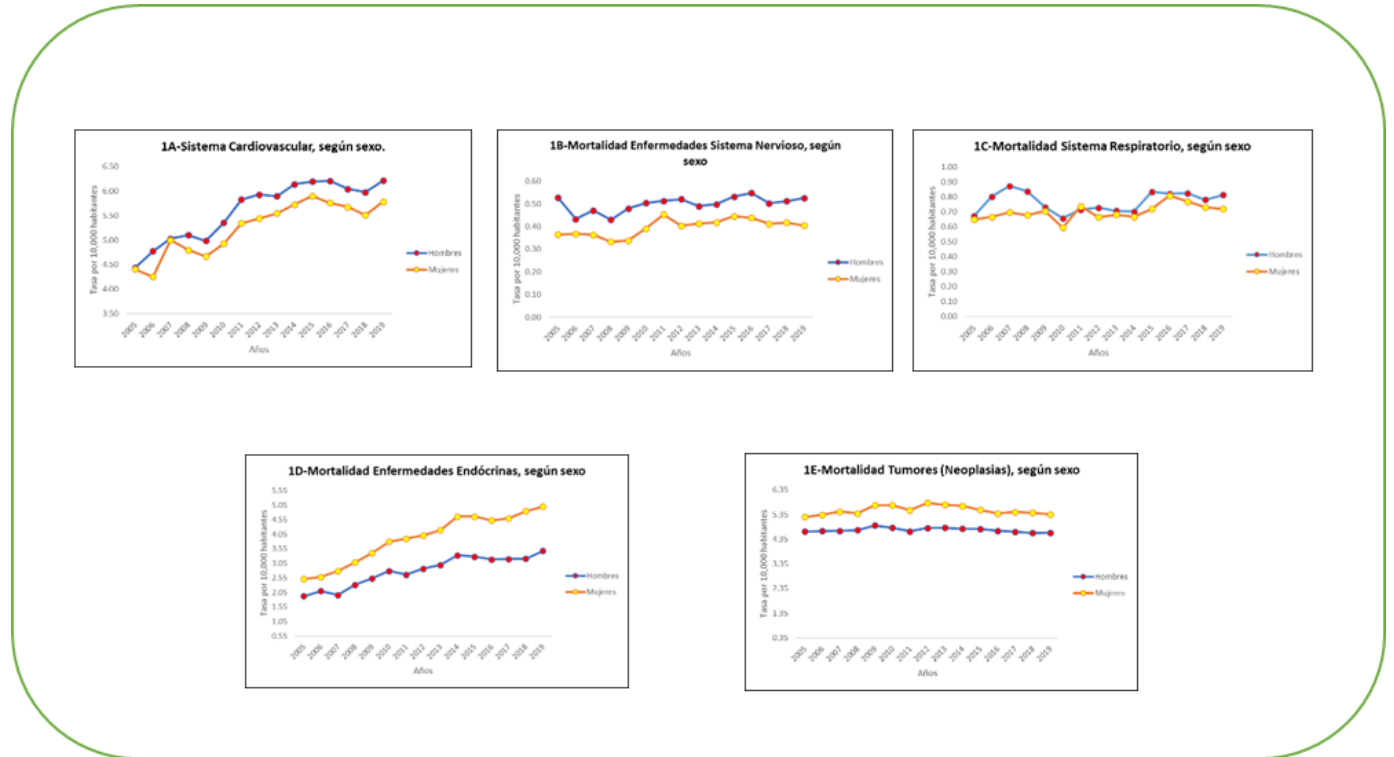 1A-Sistema Cardiovascular, según sexo.
6.50
6.00
5.50
5.00
4.50
4.00
3.50
Tasa por 10,000 habitantes
2005 2006 2007 2008 2009 2010 2011 2012 2013 2014 2015 2016 2017 2018 2019
Años
Hombres
Mujeres
1B-Mortalidad Enfermedades Sistema Nervioso, según
sexo
0.60
0.50
0.40
0.30
0.20
0.10
0.00
Tasa por 10,000 habitantes
2005 2006 2007 2008 2009 2010 2011 2012 2013 2014 2015 2016 2017 2018 2019
Años
Hombres
Mujeres
1C-Mortalidad Sistema Respiratorio, según sexo
1.00
0.90
0.80
0.70
0.60
0.50
0.40
0.30
0.20
0.10
0.00
Tasa por 10,000 habitantes
2005 2006 2007 2008 2009 2010 2011 2012 2013 2014 2015 2016 2017 2018 2019
Años
Hombres
Mujeres
1D-Mortalidad Enfermedades Endócrinas, según sexo
5.55
5.05
4.55
4.05
3.55
3.05
2.55
2.05
1.55
1.05
0.55
Tasa por 10,000 habitantes
2005 2006 2007 2008 2009 2010 2011 2012 2013 2014 2015 2016 2017 2018 2019
Años
Hombres
Mujeres
1E-Mortalidad Tumores (Neoplasias), según sexo
6.35
5.35
4.35
3.35
2.35
1.35
0.35
Tasa por 10,000 habitantes
2005 2006 2007 2008 2009 2010 2011 2012 2013 2014 2015 2016 2017 2018 2019
Años
Hombres
Mujeres